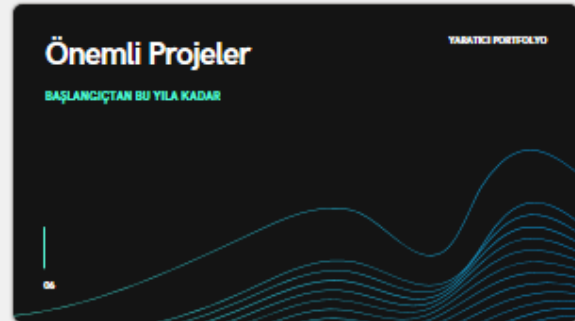 Önemli Projeler
YARATICI PORTFOLYO
BAŞLANGIÇTAN BU YILA KADAR
06